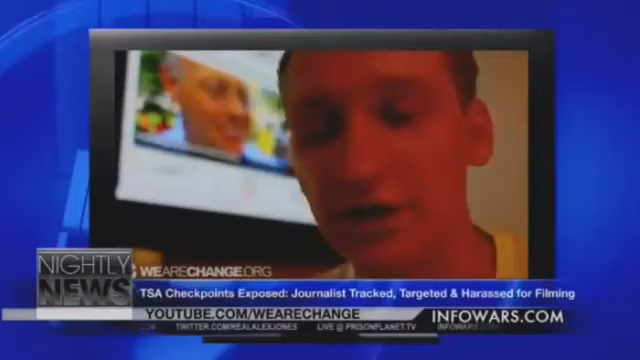 WEARECHANGE.ORG
NIGHTLY
NEWS
TSA Checkpoints Exposed: Journalist Tracked, Targeted & Harassed for Filming
YOUTUBE.COM/WEARECHANGE
INFOWARS.COM
TWITTER.COM/REALALEXJONES LIVE @ PRISONPLANET.TV INFOWARS.COM